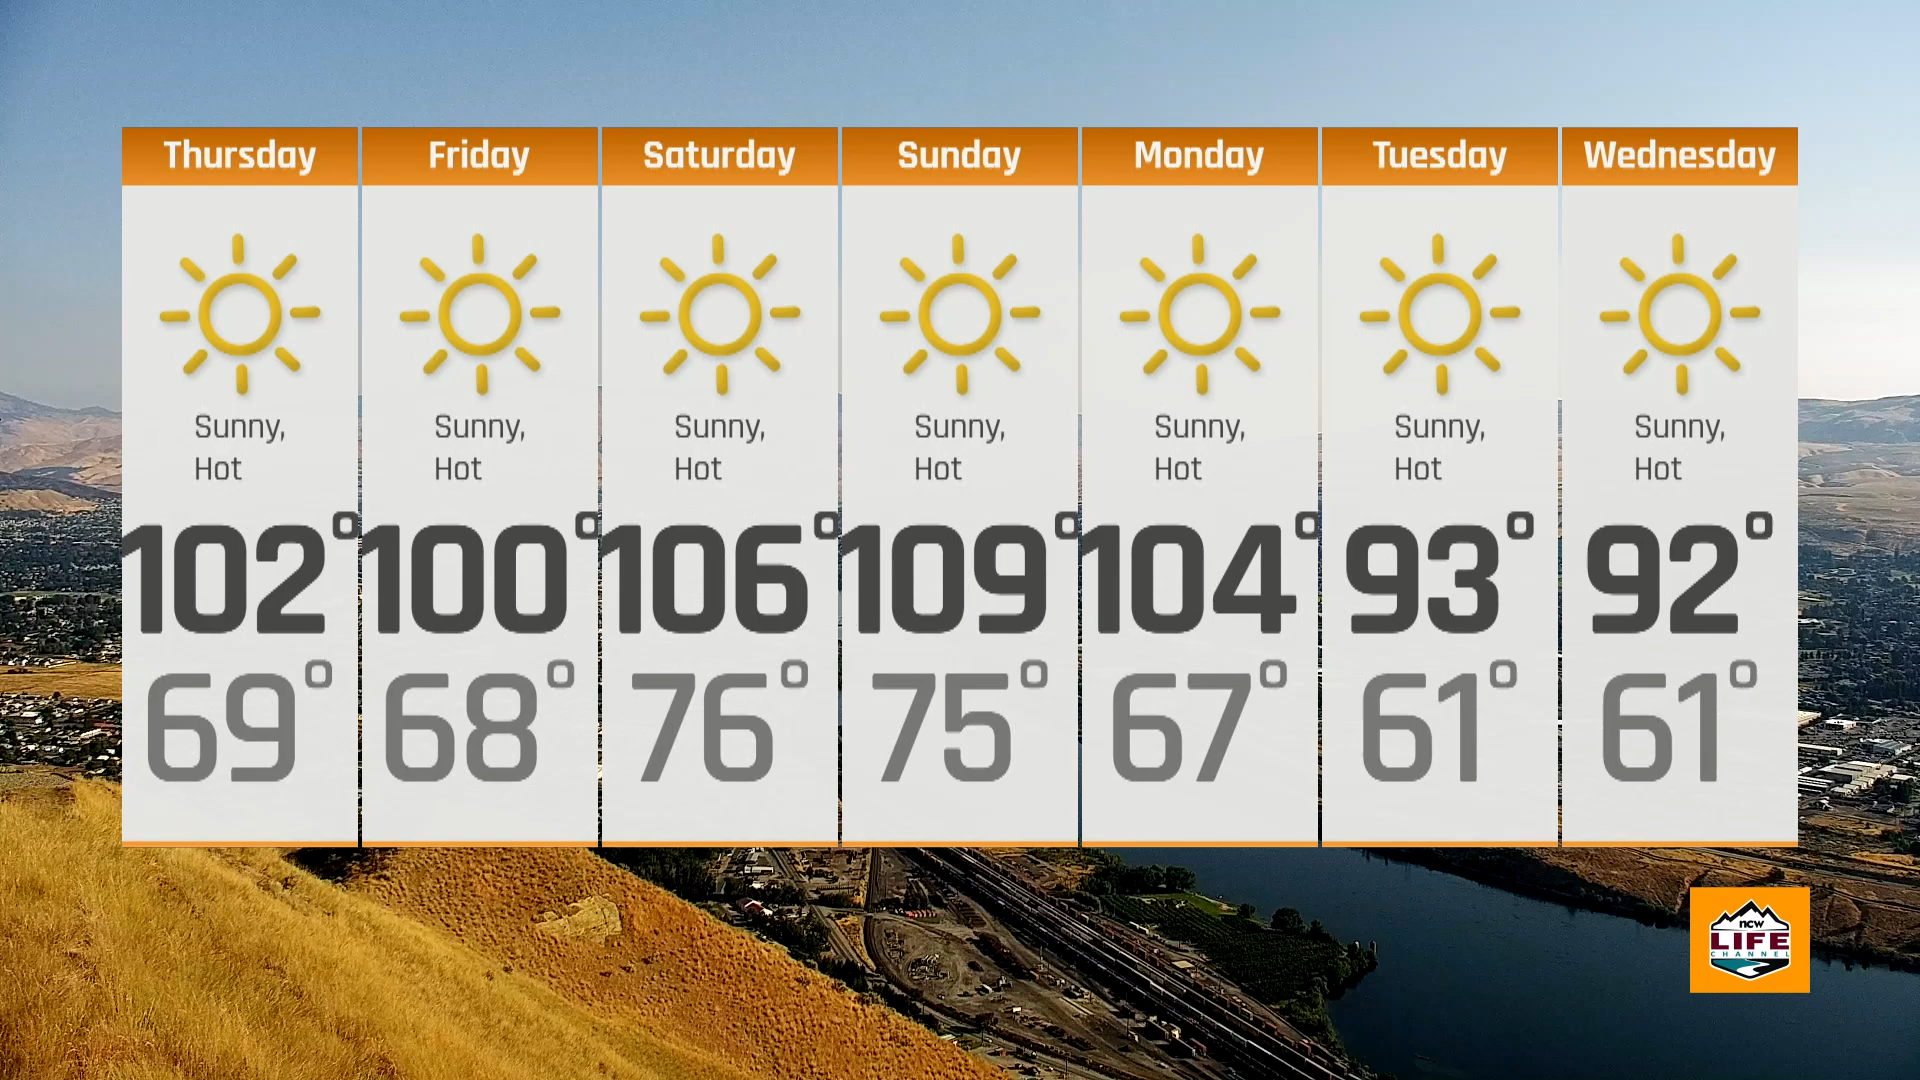 Thursday
Sunny,
Hot
102°
69°
Friday
Sunny,
Hot
100°
68°
Saturday
Sunny,
Hot
106°
76°
Sunday
Sunny,
Hot
109°
75°
Monday
Sunny,
Hot
104°
67°
Tuesday
Sunny,
Hot
93°
61°
Wednesday
Sunny,
Hot
92°
61°
ncw
LIFE
CHANNEL